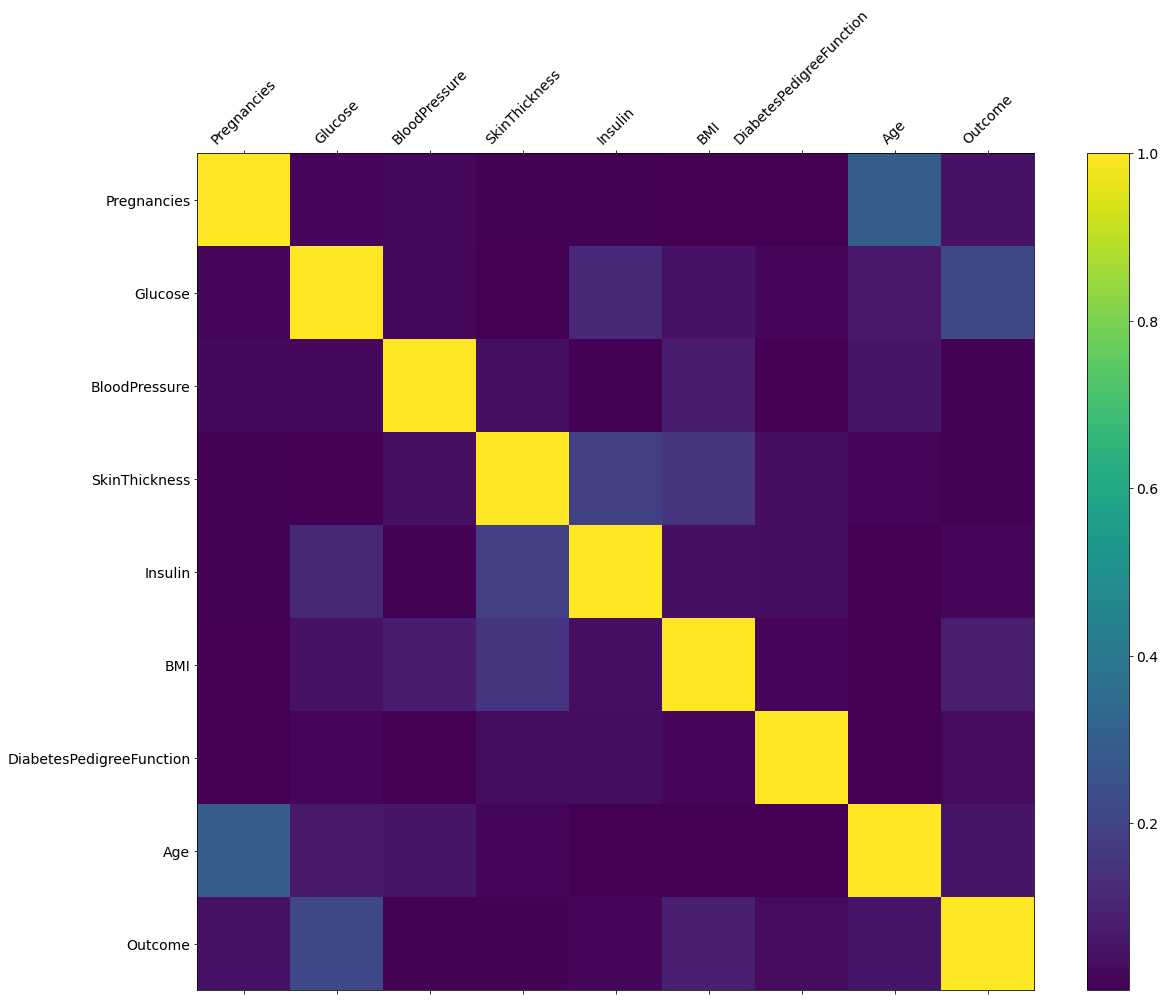 Pregnancies
Glucose
BloodPressure
SkinThickness
Insulin
BMI
DiabetesPedigreeFunction
Age
Outcome
Pregnancies
Glucose
BloodPressure
SkinThickness
Insulin
BMI
DiabetesPedigreeFunction
Age
Outcome
1.0
0.8
0.6
0.4
0.2